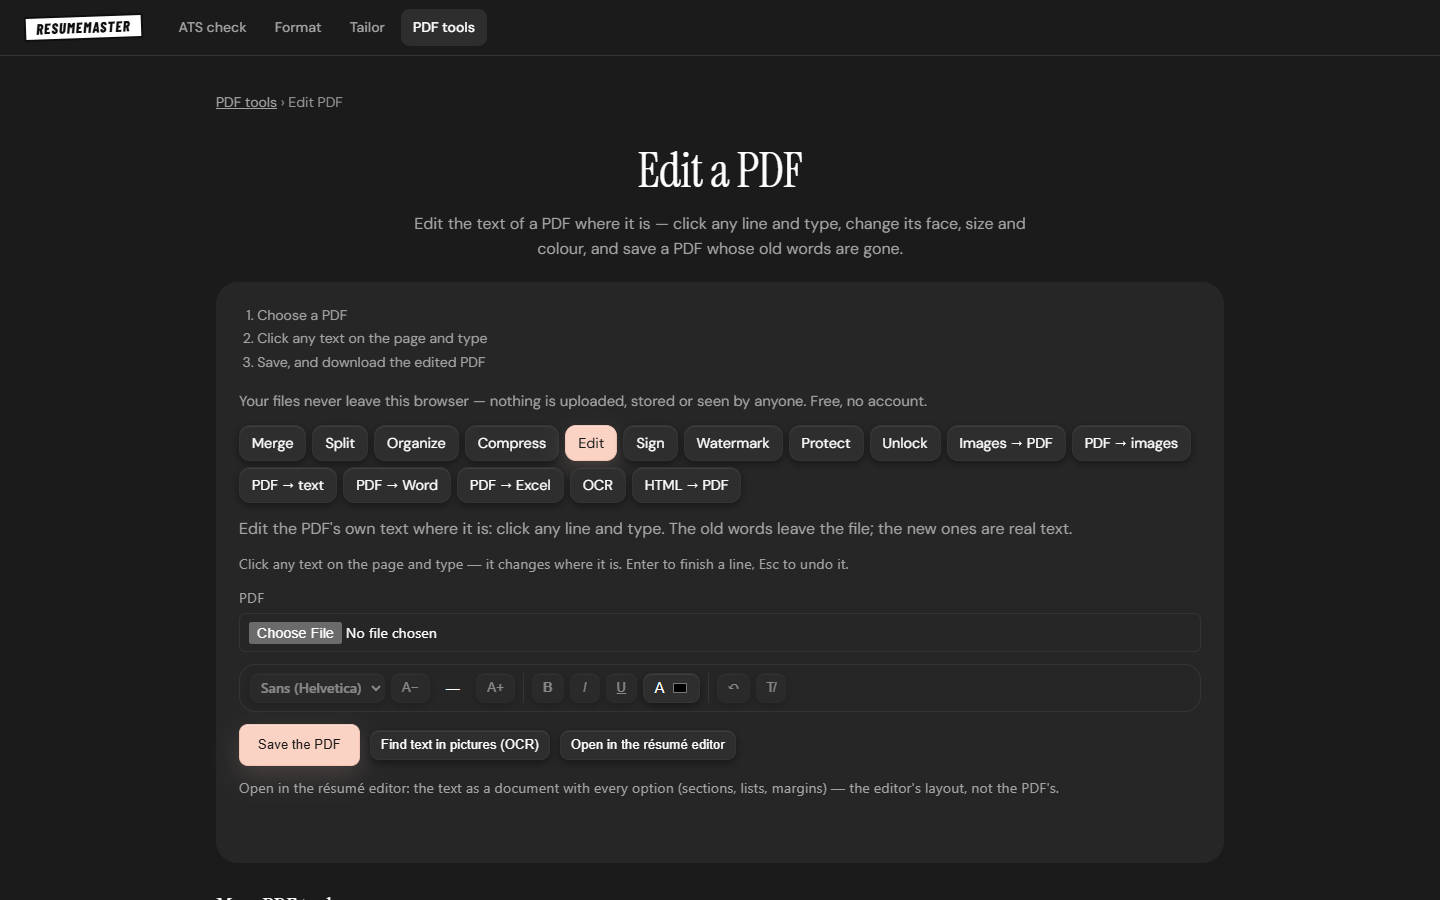 RESUMEMASTER
ATS check
Format
Tailor
PDF tools
PDF tools › Edit PDF
Edit a PDF
Edit the text of a PDF where it is — click any line and type, change its face, size and
colour, and save a PDF whose old words are gone.
1. Choose a PDF
2. Click any text on the page and type
3. Save, and download the edited PDF
Your files never leave this browser — nothing is uploaded, stored or seen by anyone. Free, no account.
Merge Split Organize Compress Edit Sign Watermark Protect Unlock Images → PDF PDF → images
PDF → text PDF → Word PDF → Excel OCR HTML → PDF
Edit the PDF's own text where it is: click any line and type. The old words leave the file; the new ones are real text.
Click any text on the page and type — it changes where it is. Enter to finish a line, Esc to undo it.
PDF
Choose File No file chosen
Sans (Helvetica) A− — A+ B I U A
Save the PDF Find text in pictures (OCR) Open in the résumé editor
Open in the résumé editor: the text as a document with every option (sections, lists, margins) — the editor's layout, not the PDF's.